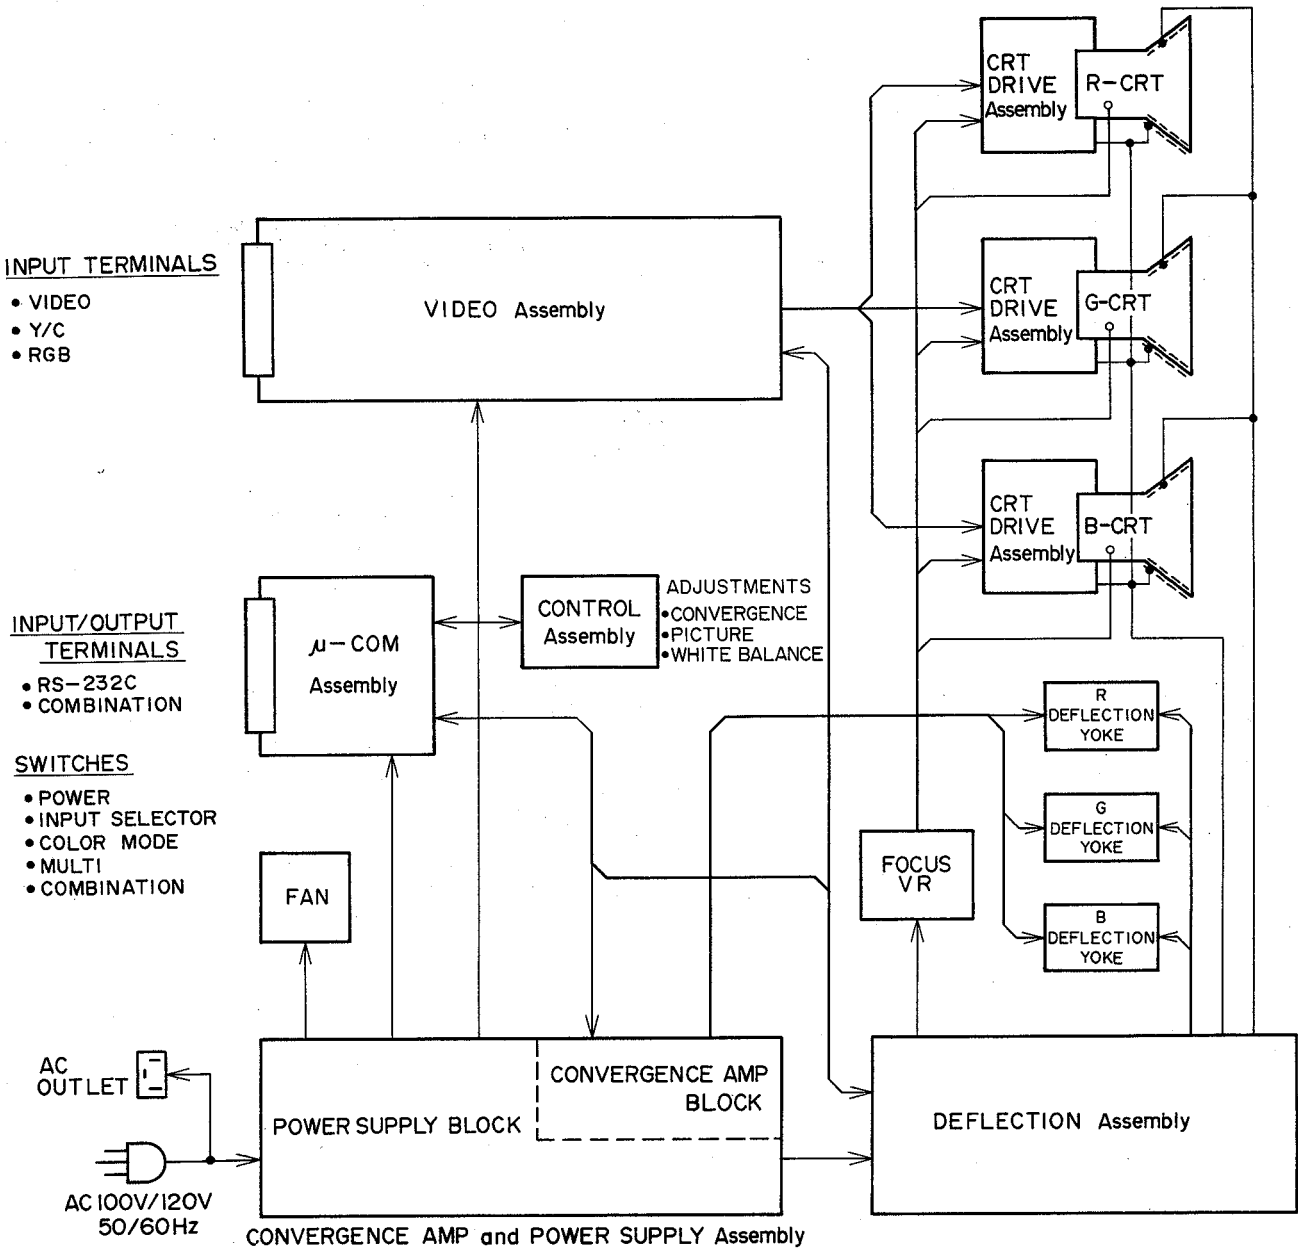 CRT
DRIVE
Assembly
R-CRT
INPUT TERMINALS
• VIDEO
• Y/C
• RGB
VIDEO Assembly
CRT
DRIVE
Assembly
G-CRT
CRT
DRIVE
Assembly
B-CRT
INPUT/OUTPUT
TERMINALS
• RS-232C
• COMBINATION
μ-COM
Assembly
CONTROL
Assembly
ADJUSTMENTS
• CONVERGENCE
• PICTURE
• WHITE BALANCE
SWITCHES
• POWER
• INPUT SELECTOR
• COLOR MODE
• MULTI
• COMBINATION
FAN
FOCUS
VR
R
DEFLECTION
YOKE
G
DEFLECTION
YOKE
B
DEFLECTION
YOKE
AC
OUTLET
AC 100V/120V
50/60Hz
POWER SUPPLY BLOCK
CONVERGENCE AMP
BLOCK
DEFLECTION Assembly
CONVERGENCE AMP and POWER SUPPLY Assembly